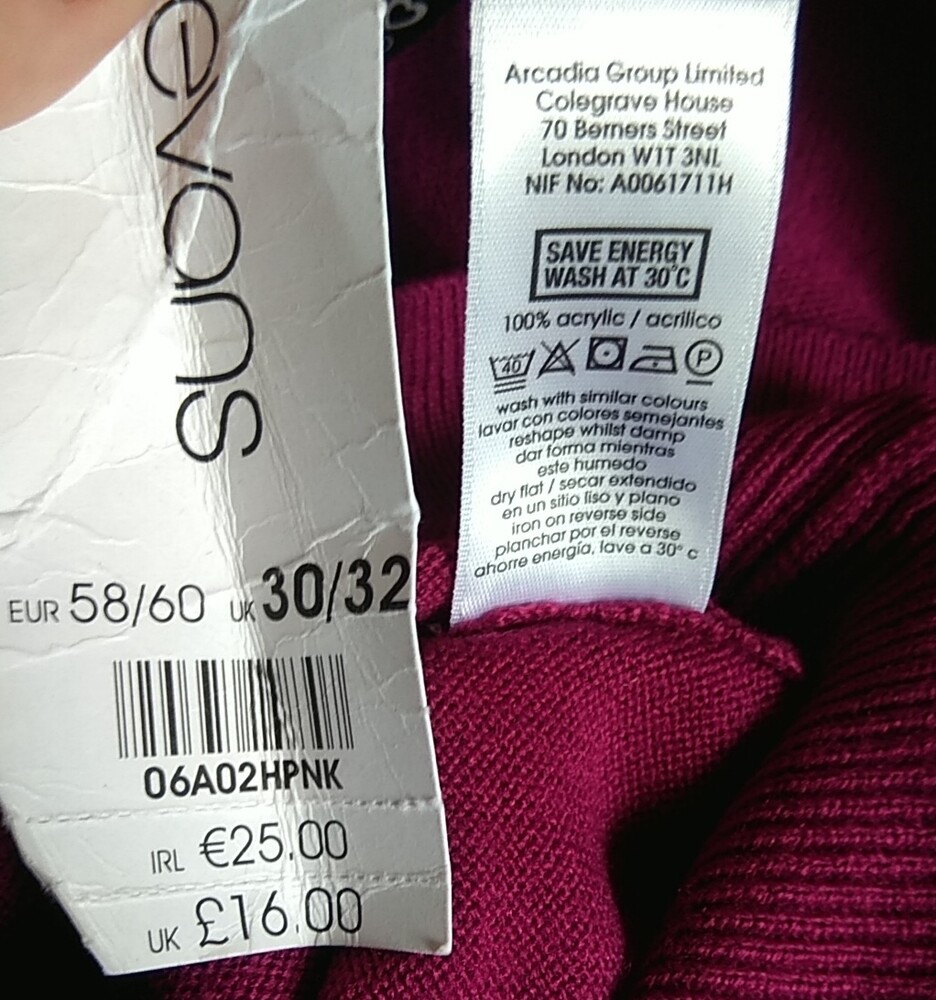 evans
EUR 58/60 UK 30/32
06A02HPNK
IRL €25.00
UK £16.00
Arcadia Group Limited
Colegrave House
70 Berners Street
London W1T 3NL
NIF No: A0061711H
SAVE ENERGY
WASH AT 30°C
100% acrylic / acrilico
40 P
wash with similar colours
lavar con colores semejantes
reshape whilst damp
dar forma mientras
este humedo
dry flat / secar extendido
en un sitio liso y plano
iron on reverse side
planchar por el reverse
ahorre energía, lave a 30° c